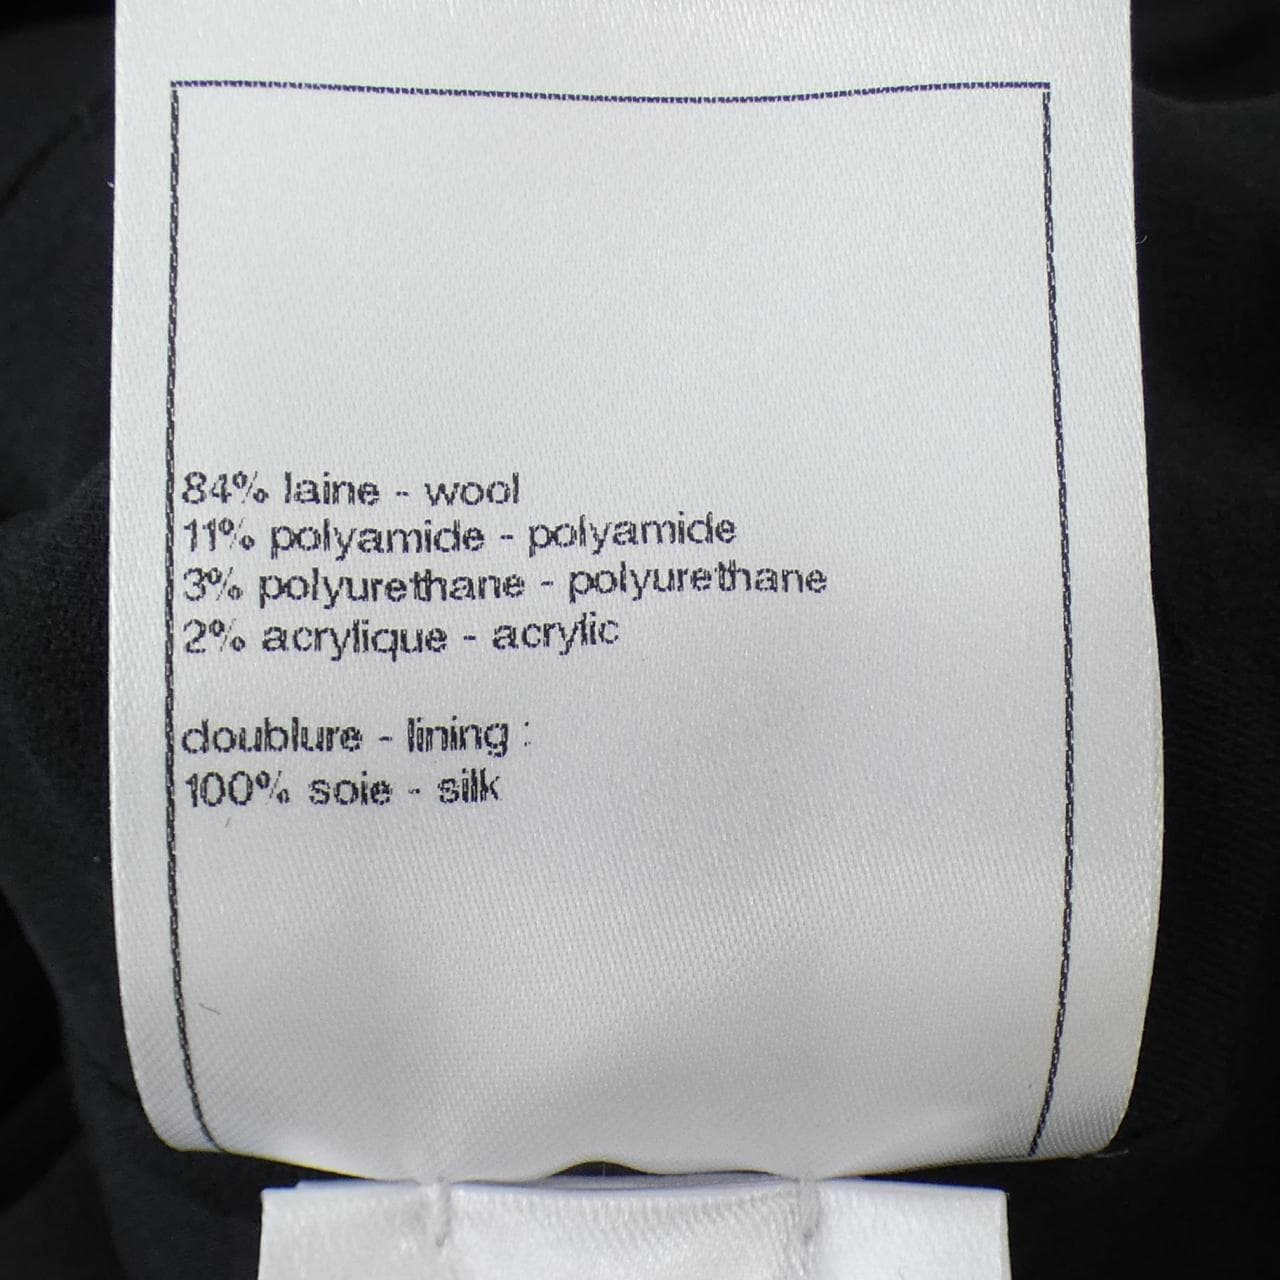 84% laine - wool
11% polyamide - polyamide
3% polyurethane - polyurethane
2% acrylique - acrylic
doublure - lining :
100% soie - silk